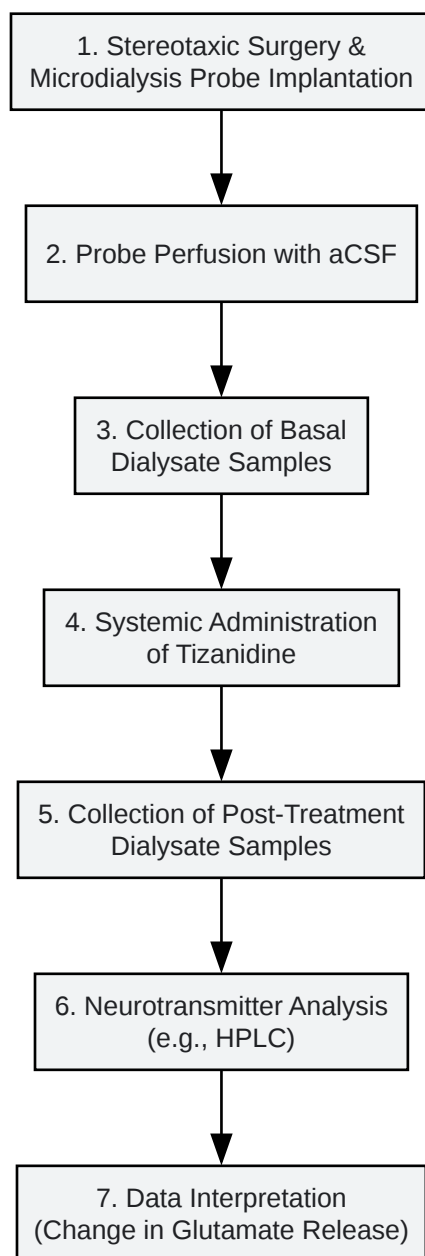 1. Stereotaxic Surgery &
Microdialysis Probe Implantation
2. Probe Perfusion with aCSF
3. Collection of Basal
Dialysate Samples
4. Systemic Administration
of Tizanidine
5. Collection of Post-Treatment
Dialysate Samples
6. Neurotransmitter Analysis
(e.g., HPLC)
7. Data Interpretation
(Change in Glutamate Release)